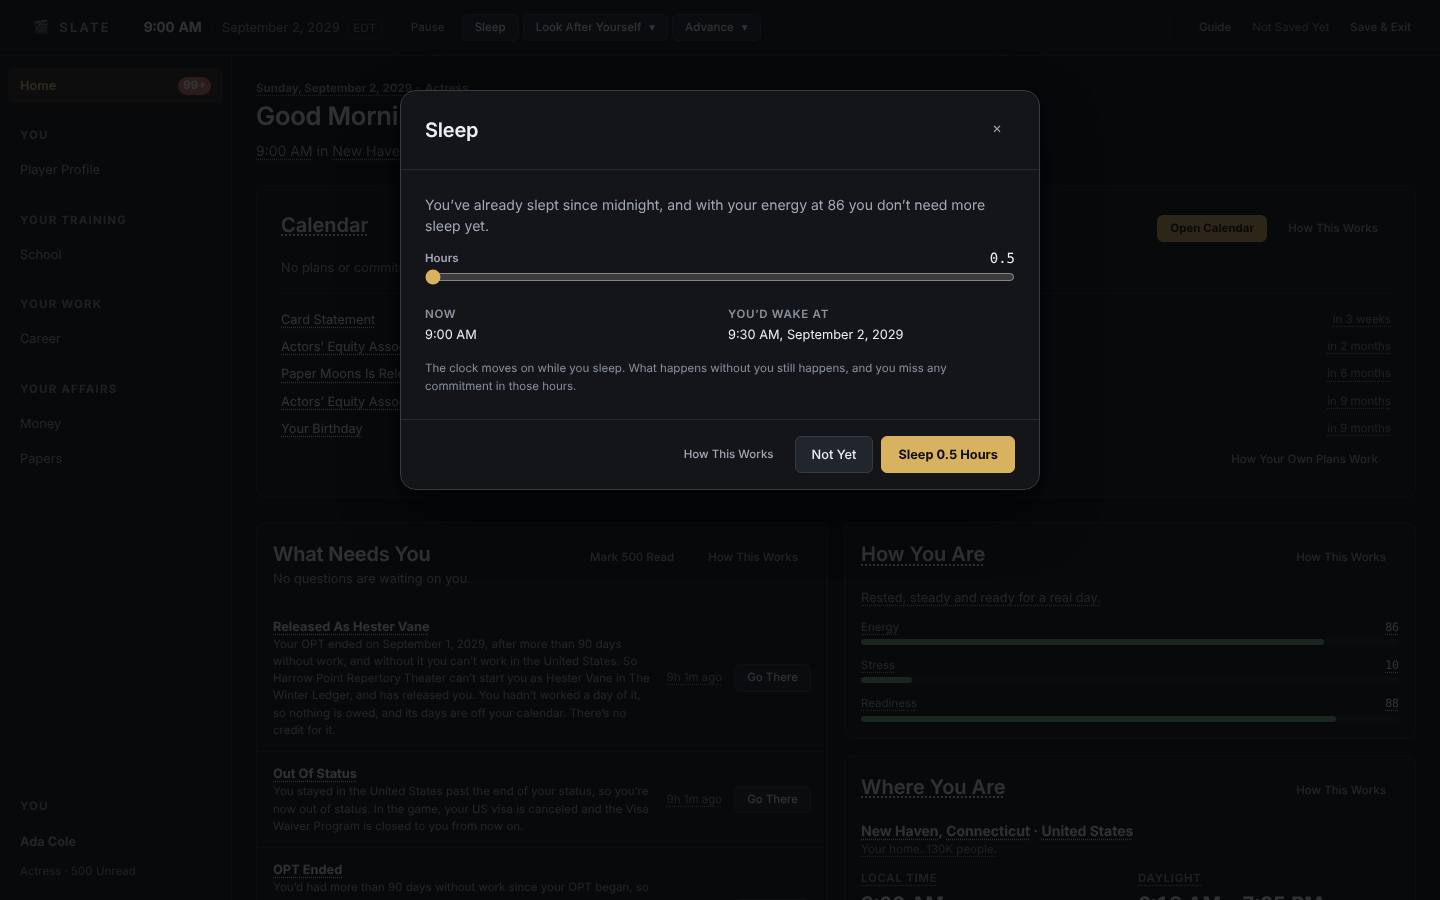 SLATE
9:00 AM
September 2, 2029
EDT
Pause
Sleep
Look After Yourself
Advance
Guide
Not Saved Yet
Save & Exit
Home
99+
YOU
Player Profile
YOUR TRAINING
School
YOUR WORK
Career
YOUR AFFAIRS
Money
Papers
YOU
Ada Cole
Actress · 500 Unread
Sunday, September 2, 2029 · Actress
Good Morni
9:00 AM in New Have
Calendar
Open Calendar
How This Works
No plans or commit
Card Statement
in 3 weeks
Actors' Equity Asso
in 2 months
Paper Moons Is Rele
in 6 months
Actors' Equity Asso
in 9 months
Your Birthday
in 9 months
How Your Own Plans Work
Sleep
×
You've already slept since midnight, and with your energy at 86 you don't need more
sleep yet.
Hours
0.5
NOW
YOU'D WAKE AT
9:00 AM
9:30 AM, September 2, 2029
The clock moves on while you sleep. What happens without you still happens, and you miss any
commitment in those hours.
How This Works
Not Yet
Sleep 0.5 Hours
What Needs You
Mark 500 Read
How This Works
No questions are waiting on you.
Released As Hester Vane
Your OPT ended on September 1, 2029, after more than 90 days
without work, and without it you can't work in the United States. So
Harrow Point Repertory Theater can't start you as Hester Vane in The
Winter Ledger, and has released you. You hadn't worked a day of it,
so nothing is owed, and its days are off your calendar. There's no
credit for it.
9h 1m ago
Go There
Out Of Status
You stayed in the United States past the end of your status, so you're
now out of status. In the game, your US visa is canceled and the Visa
Waiver Program is closed to you from now on.
9h 1m ago
Go There
OPT Ended
You'd had more than 90 days without work since your OPT began, so
How You Are
How This Works
Rested, steady and ready for a real day.
Energy
86
Stress
10
Readiness
88
Where You Are
How This Works
New Haven, Connecticut · United States
Your home. 130K people.
LOCAL TIME
DAYLIGHT